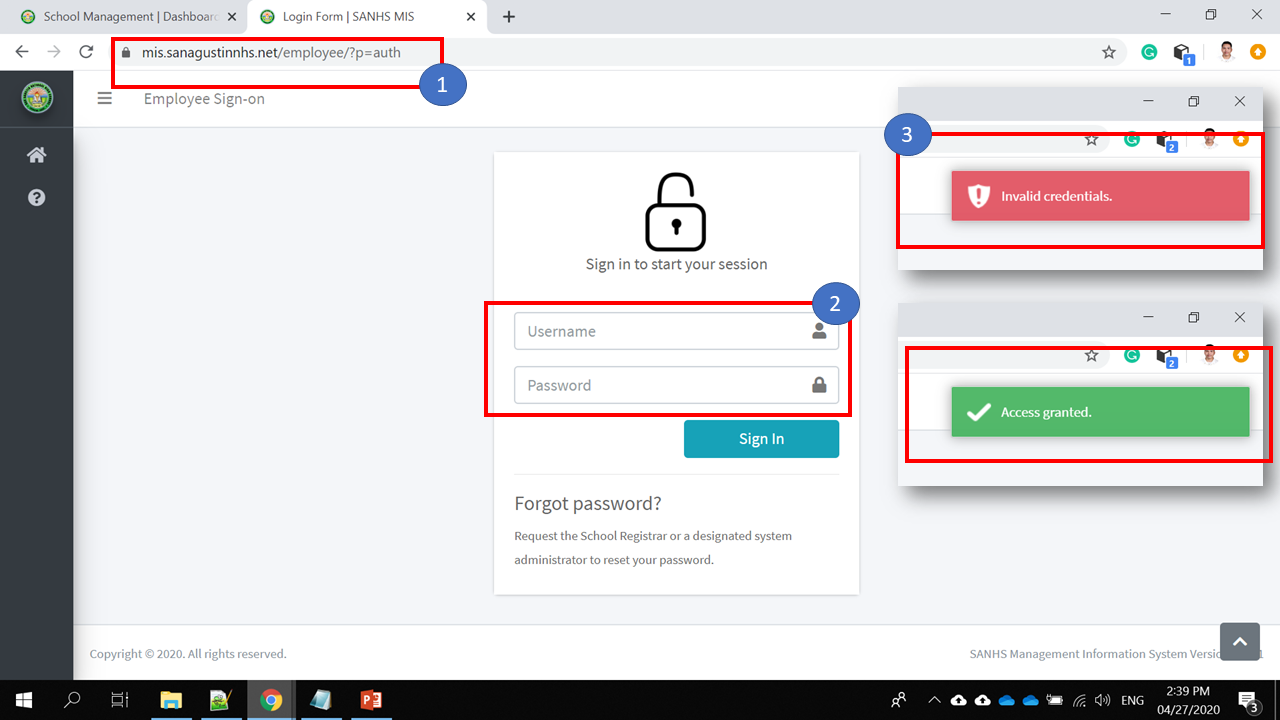 School Management | Dashboard
Login Form | SANHS MIS
mis.sanagustinnhs.net/employee/?p=auth
1
1
Employee Sign-on
3
2
Invalid credentials.
Sign in to start your session
2
Username
Password
2
Access granted.
Sign In
Forgot password?
Request the School Registrar or a designated system
administrator to reset your password.
Copyright © 2020. All rights reserved.
SANHS Management Information System
ENG
2:39 PM
04/27/2020
3